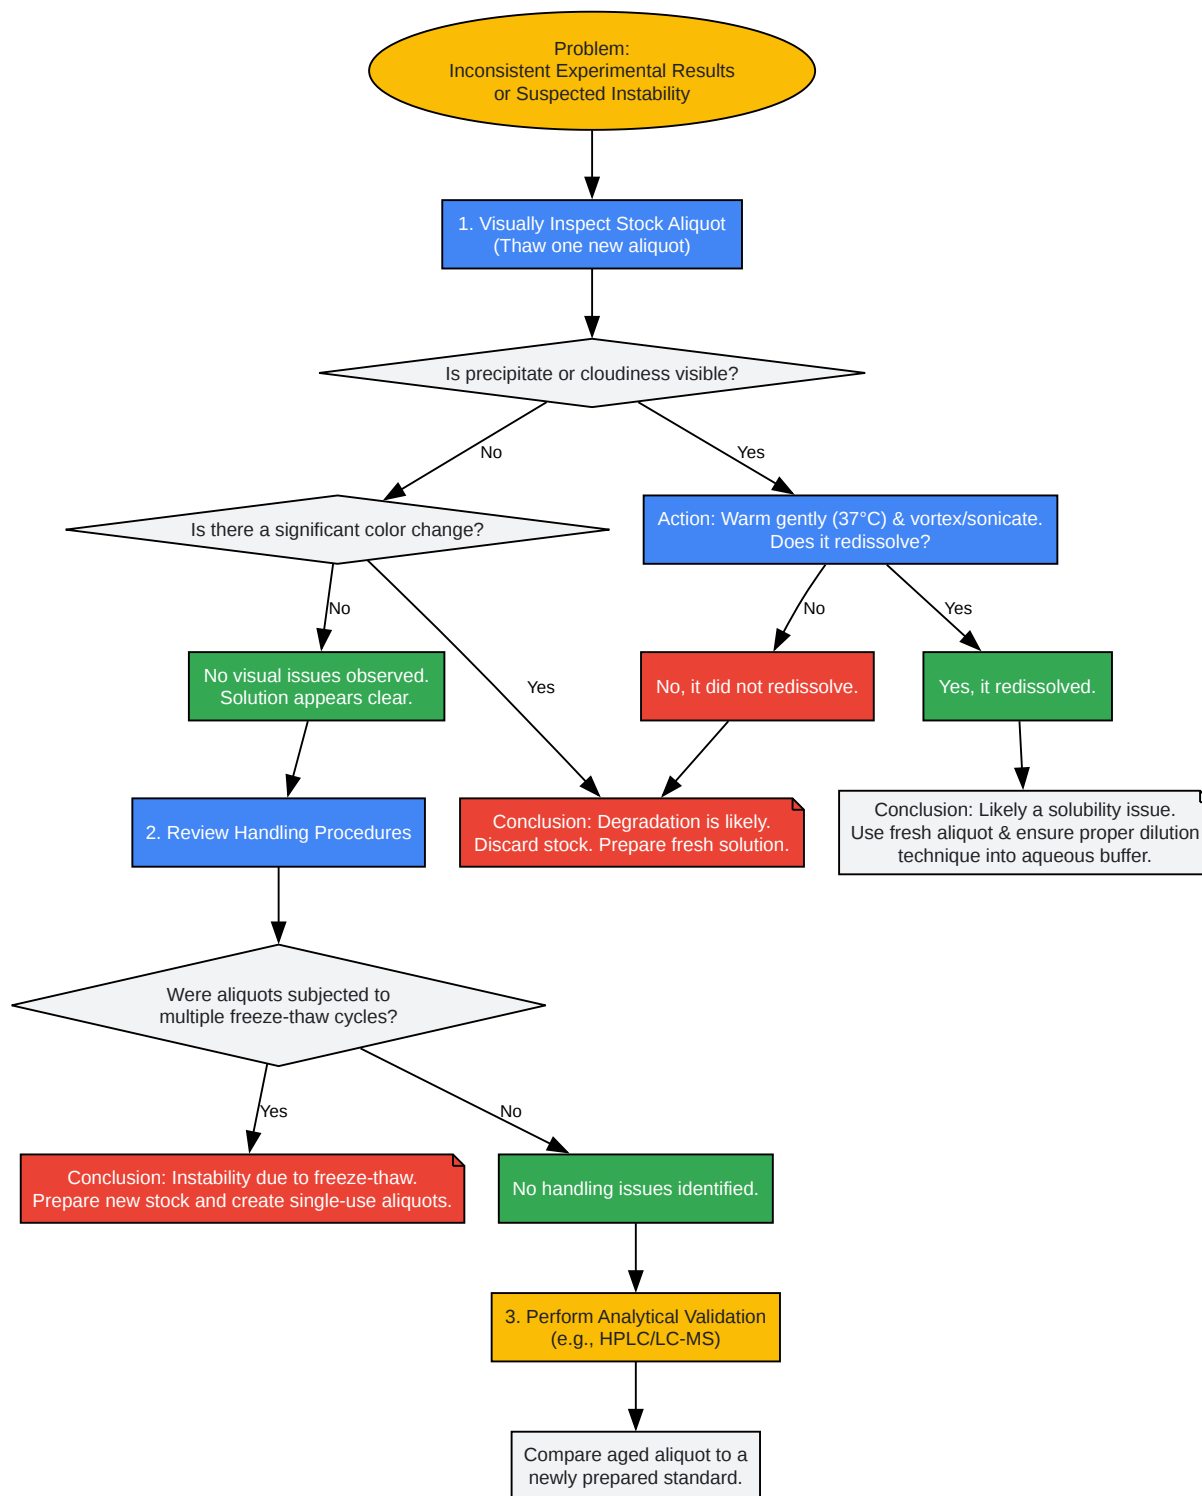 Problem:
Inconsistent Experimental Results
or Suspected Instability
1. Visually Inspect Stock Aliquot
(Thaw one new aliquot)
Is precipitate or cloudiness visible?
No
Yes
Is there a significant color change?
Action: Warm gently (37°C) & vortex/sonicate.
Does it redissolve?
No
No
Yes
No visual issues observed.
Solution appears clear.
Yes
No, it did not redissolve.
Yes, it redissolved.
2. Review Handling Procedures
Conclusion: Degradation is likely.
Discard stock. Prepare fresh solution.
Conclusion: Likely a solubility issue.
Use fresh aliquot & ensure proper dilution
technique into aqueous buffer.
Were aliquots subjected to
multiple freeze-thaw cycles?
Yes
No
Conclusion: Instability due to freeze-thaw.
Prepare new stock and create single-use aliquots.
No handling issues identified.
3. Perform Analytical Validation
(e.g., HPLC/LC-MS)
Compare aged aliquot to a
newly prepared standard.